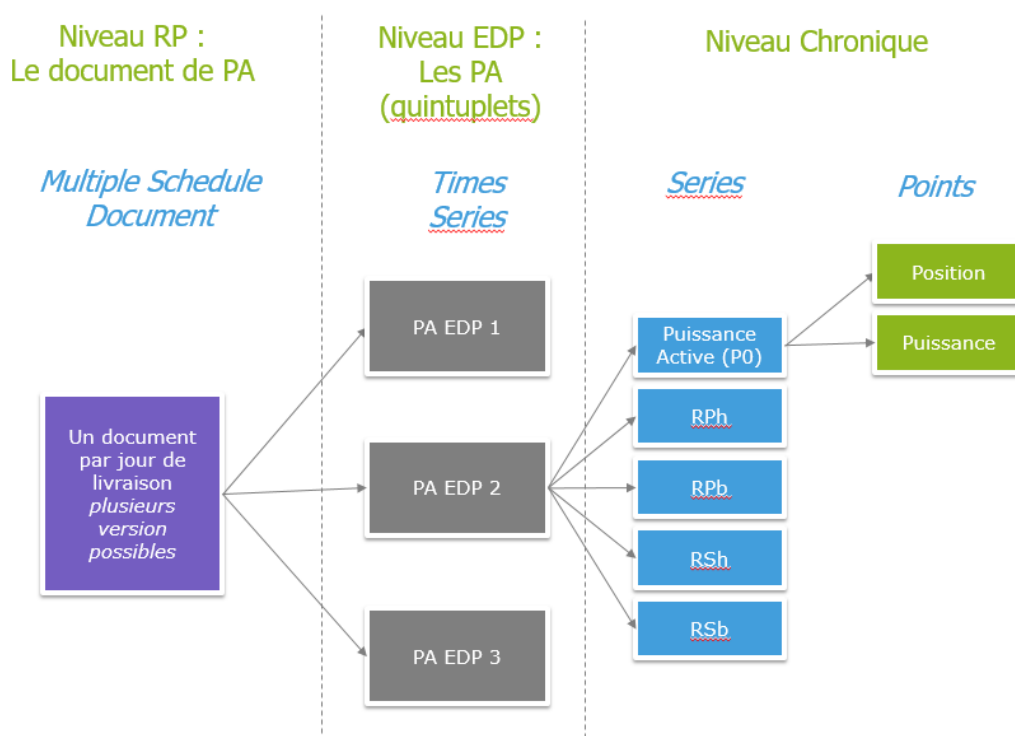 Niveau RP :
Le document de PA
Niveau EDP :
Les PA
(quintuplets)
Niveau Chronique
Multiple Schedule
Document
Times
Series
Series
Points
Un document
par jour de
livraison
plusieurs
version
possibles
PA EDP 1
PA EDP 2
PA EDP 3
Puissance
Active (P0)
RPh
RPb
RSh
RSb
Position
Puissance